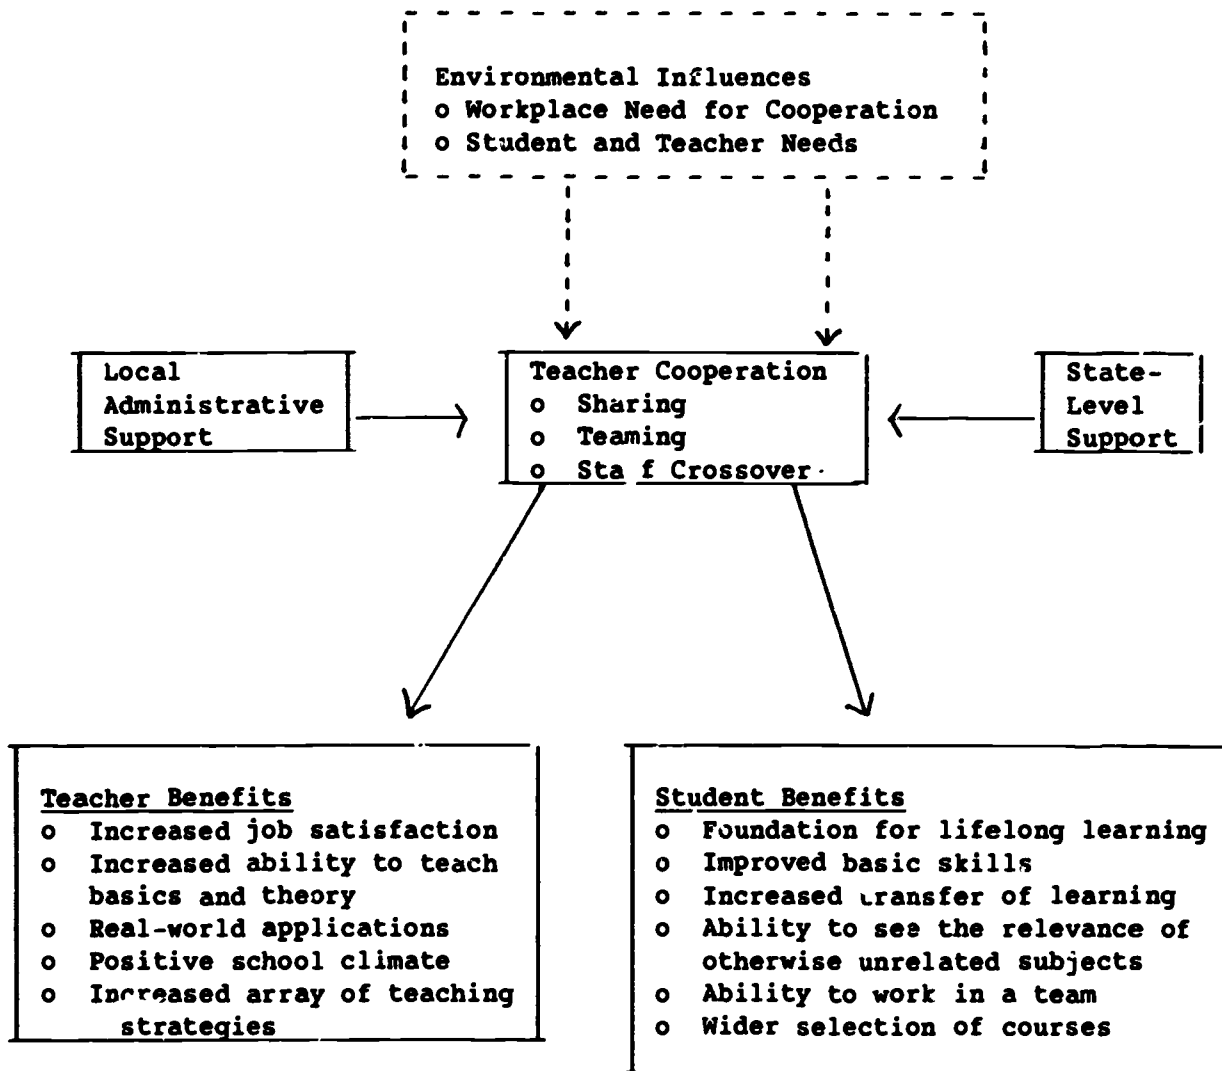 Environmental Influences
o Workplace Need for Cooperation
o Student and Teacher Needs
Local
Administrative
Support
Teacher Cooperation
o Sharing
o Teaming
o Sta f Crossover
State-
Level
Support
Teacher Benefits
o Increased job satisfaction
o Increased ability to teach
basics and theory
o Real-world applications
o Positive school climate
o Increased array of teaching
strategies
Student Benefits
o Foundation for lifelong learning
o Improved basic skills
o Increased transfer of learning
o Ability to see the relevance of
otherwise unrelated subjects
o Ability to work in a team
o Wider selection of courses